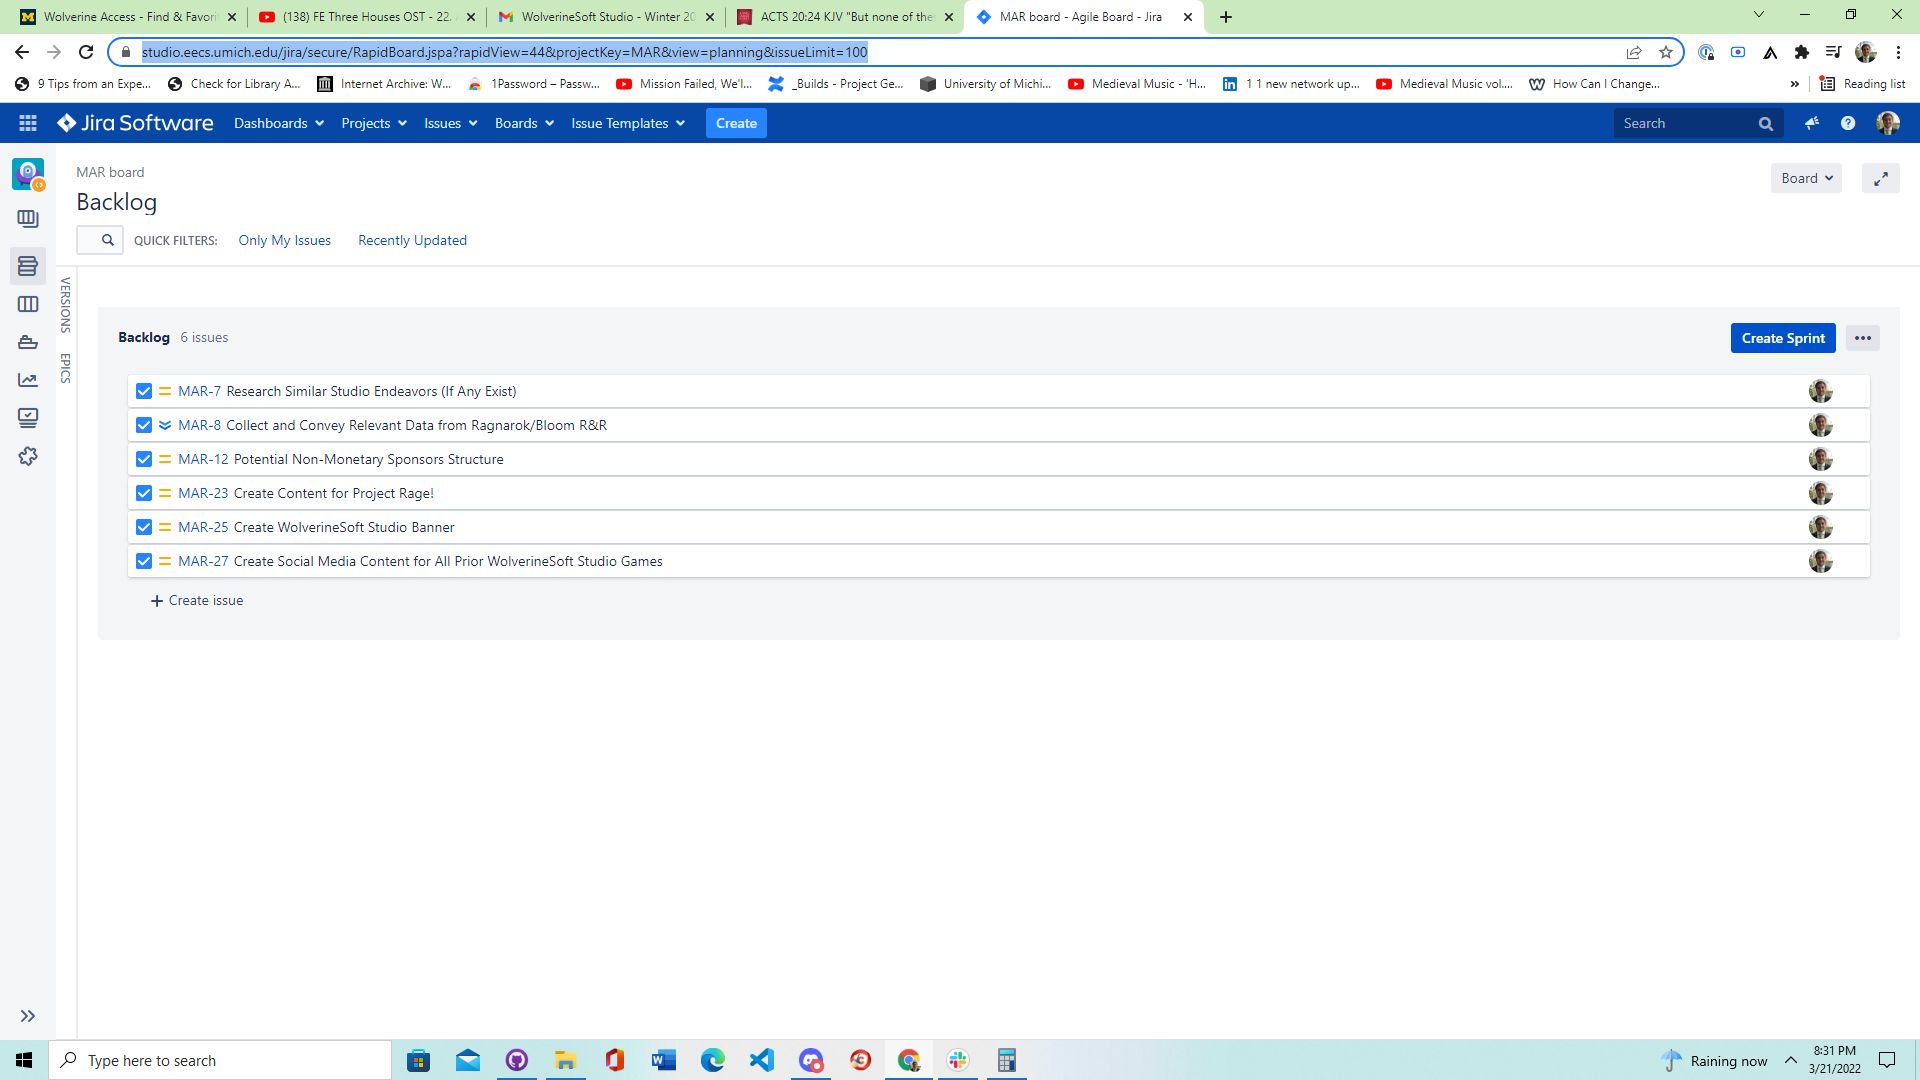 Wolverine Access - Find & Favori
(138) FE Three Houses OST - 22.
WolverineSoft Studio - Winter 20
ACTS 20:24 KJV "But none of the
MAR board - Agile Board - Jira
studio.eecs.umich.edu/jira/secure/RapidBoard.jspa?rapidView=44&projectKey=MAR&view=planning&issueLimit=100
9 Tips from an Expe...
Check for Library A...
Internet Archive: W...
1Password – Passw...
Mission Failed, We'l...
_Builds - Project Ge...
University of Michi...
Medieval Music - 'H...
1 1 new network up...
Medieval Music vol....
How Can I Change...
»
Reading list
Jira Software
Dashboards
Projects
Issues
Boards
Issue Templates
Create
Search
MAR board
Board
Backlog
QUICK FILTERS:
Only My Issues
Recently Updated
VERSIONS
EPICS
Backlog 6 issues
Create Sprint
MAR-7 Research Similar Studio Endeavors (If Any Exist)
MAR-8 Collect and Convey Relevant Data from Ragnarok/Bloom R&R
MAR-12 Potential Non-Monetary Sponsors Structure
MAR-23 Create Content for Project Rage!
MAR-25 Create WolverineSoft Studio Banner
MAR-27 Create Social Media Content for All Prior WolverineSoft Studio Games
+ Create issue
Type here to search
Raining now
8:31 PM
3/21/2022